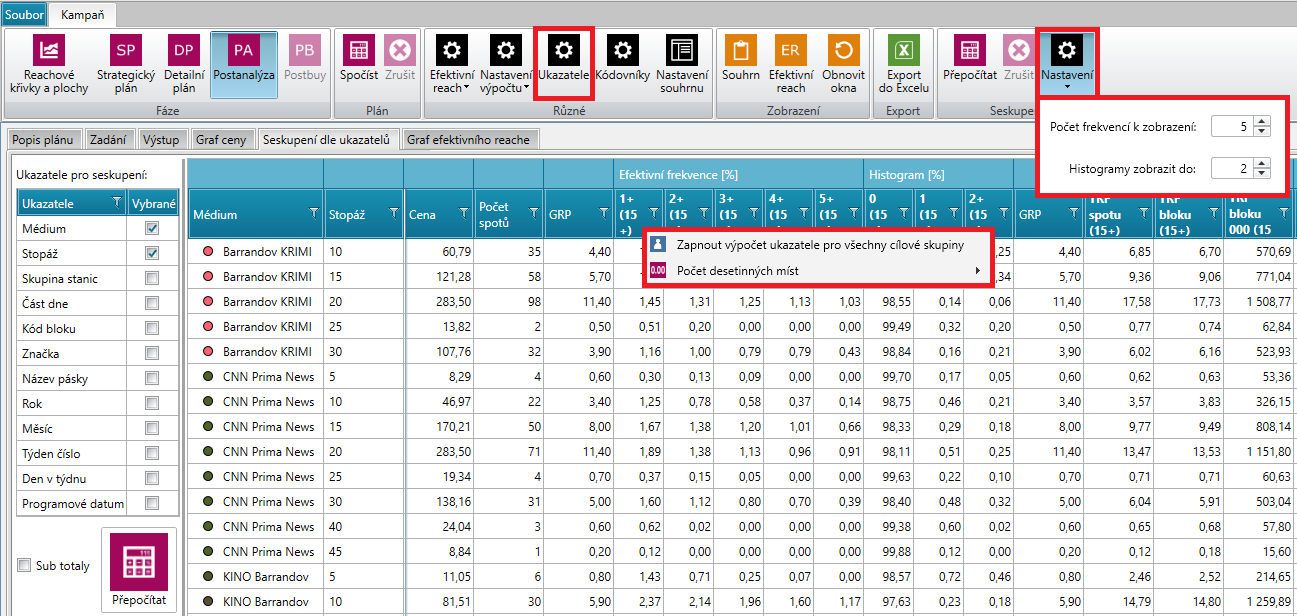 Soubor Kampaň
SP DP PA PB ER
Reachové křivky a plochy
Strategický plán
Detailní plán
Postanalýza
Postbuy
Spočíst
Zrušit
Efektivní reach
Nastavení výpočtu
Ukazatele
Kódovníky
Nastavení souhrnu
Souhrn
Efektivní reach
Obnovit okna
Export do Excelu
Přepočítat
Zrušit
Nastavení
Fáze Plán Různé Zobrazení Export Seskupe
Počet frekvencí k zobrazení: 5
Histogramy zobrazit do: 2
Popis plánu Zadání Výstup Graf ceny Seskupení dle ukazatelů Graf efektivního reache
Ukazatele pro seskupení:
Ukazatele Vybrané
Médium
Stopáž
Skupina stanic
Část dne
Kód bloku
Značka
Název pásky
Rok
Měsíc
Týden číslo
Den v týdnu
Programové datum
Sub totaly
Přepočítat
Efektivní frekvence [%] Histogram [%]
Médium Stopáž Cena Počet spotů GRP 1+ (15 +) 2+ (15 3+ (15 4+ (15 5+ (15 0 (15 1 (15 2+ (15 GRP TRP spotu (15+) TRP bloku (15+) TRP bloku 000 (15
Zapnout výpočet ukazatele pro všechny cílové skupiny
0.00 Počet desetinných míst
Barrandov KRIMI 10 60,79 35 4,40 ,25 4,40 6,85 6,70 570,69
Barrandov KRIMI 15 121,28 58 5,70 ,34 5,70 9,36 9,06 771,04
Barrandov KRIMI 20 283,50 98 11,40 1,45 1,31 1,25 1,13 1,03 98,55 0,14 0,06 11,40 17,58 17,73 1 508,77
Barrandov KRIMI 25 13,82 2 0,50 0,51 0,20 0,00 0,00 0,00 99,49 0,32 0,20 0,50 0,77 0,74 62,84
Barrandov KRIMI 30 107,76 32 3,90 1,16 1,00 0,79 0,79 0,43 98,84 0,16 0,21 3,90 6,02 6,16 523,93
CNN Prima News 5 8,29 4 0,60 0,30 0,13 0,09 0,00 0,00 99,70 0,17 0,05 0,60 0,62 0,63 53,36
CNN Prima News 10 46,97 22 3,40 1,25 0,78 0,58 0,37 0,14 98,75 0,46 0,21 3,40 3,57 3,83 326,15
CNN Prima News 15 170,21 50 8,00 1,67 1,38 1,20 1,01 0,66 98,33 0,29 0,18 8,00 9,77 9,49 808,14
CNN Prima News 20 283,50 71 11,40 1,89 1,38 1,13 0,96 0,91 98,11 0,51 0,25 11,40 13,47 13,53 1 151,80
CNN Prima News 25 19,34 4 0,70 0,37 0,15 0,05 0,00 0,00 99,63 0,22 0,10 0,70 0,71 0,71 60,63
CNN Prima News 30 138,16 31 5,00 1,60 1,12 0,80 0,70 0,39 98,40 0,48 0,32 5,00 6,04 5,91 503,04
CNN Prima News 40 24,04 3 0,60 0,62 0,02 0,00 0,00 0,00 99,38 0,60 0,02 0,60 0,65 0,68 57,80
CNN Prima News 45 8,84 1 0,20 0,12 0,00 0,00 0,00 0,00 99,88 0,12 0,00 0,20 0,12 0,18 15,60
KINO Barrandov 5 11,05 6 0,80 1,43 0,71 0,25 0,07 0,00 98,57 0,72 0,46 0,80 2,46 2,52 214,65
KINO Barrandov 10 81,51 30 5,90 2,37 2,14 1,96 1,60 1,17 97,63 0,23 0,18 5,90 14,79 14,80 1 259,89